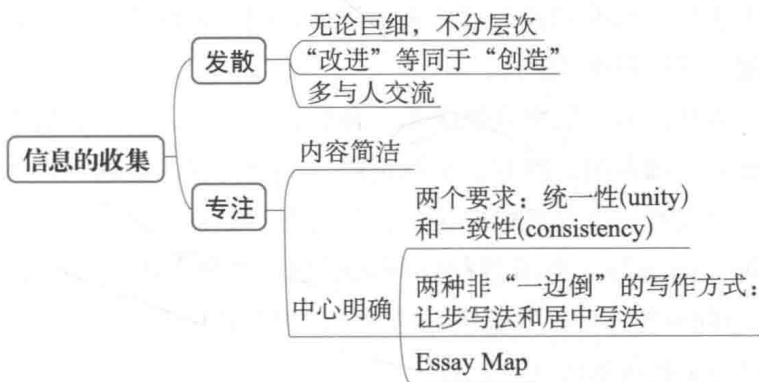 信息的收集
发散
无论巨细，不分层次
“改进”等同于“创造”
多与人交流
专注
内容简洁
中心明确
两个要求：统一性(unity)
和一致性(consistency)
两种非“一边倒”的写作方式：
让步写法和居中写法
Essay Map